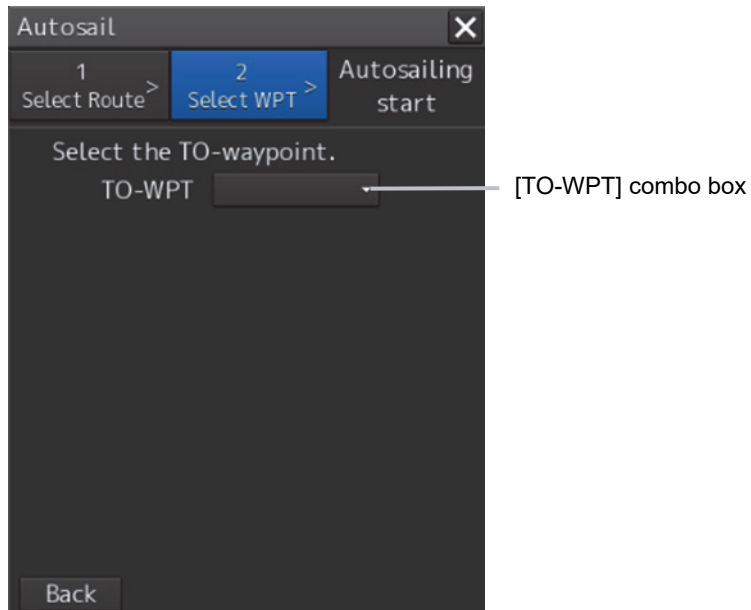 Autosail
1
Select Route >
2
Select WPT >
Autosailing
start
Select the TO-waypoint.
TO-WPT
[TO-WPT] combo box
Back